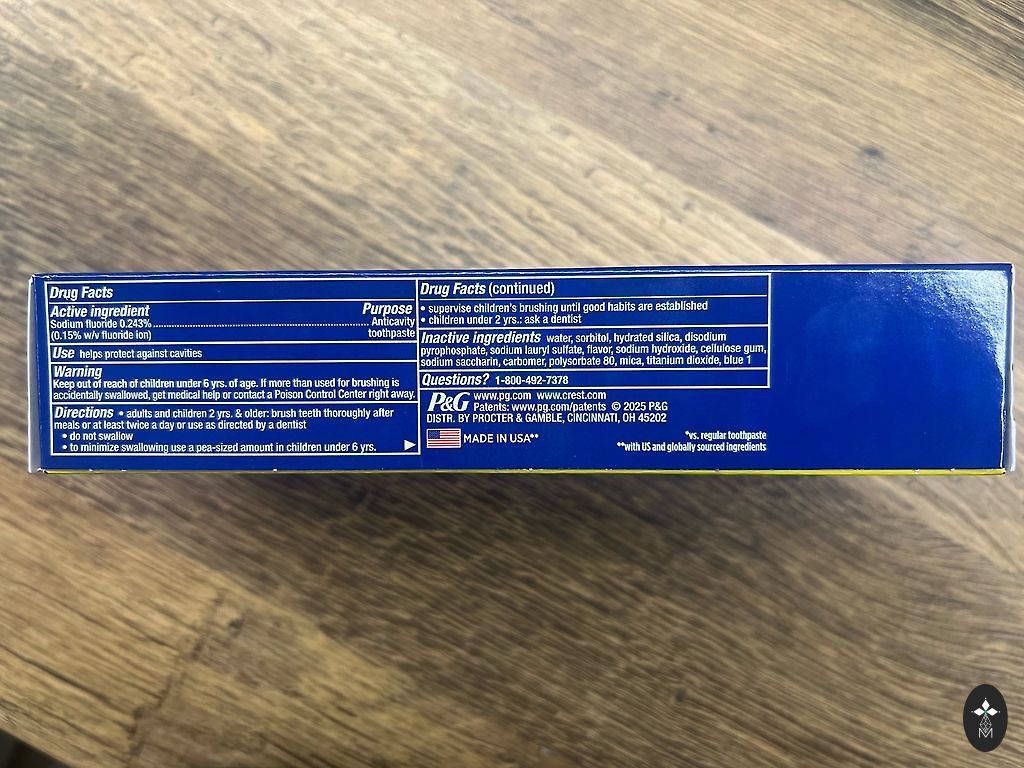 Drug Facts
Active ingredient Purpose
Sodium fluoride 0.243%........................................................ Anticavity
(0.15% w/v fluoride ion) toothpaste
Use helps protect against cavities
Warning
Keep out of reach of children under 6 yrs. of age. If more than used for brushing is
accidentally swallowed, get medical help or contact a Poison Control Center right away.
Directions • adults and children 2 yrs. & older: brush teeth thoroughly after
meals or at least twice a day or use as directed by a dentist
• do not swallow
• to minimize swallowing use a pea-sized amount in children under 6 yrs.
Drug Facts (continued)
• supervise children's brushing until good habits are established
• children under 2 yrs.: ask a dentist
Inactive ingredients water, sorbitol, hydrated silica, disodium
pyrophosphate, sodium lauryl sulfate, flavor, sodium hydroxide, cellulose gum,
sodium saccharin, carbomer, polysorbate 80, mica, titanium dioxide, blue 1
Questions? 1-800-492-7378
P&G www.pg.com www.crest.com
Patents: www.pg.com/patents © 2025 P&G
DISTR. BY PROCTER & GAMBLE, CINCINNATI, OH 45202
MADE IN USA**
*vs. regular toothpaste
**with US and globally sourced ingredients
M